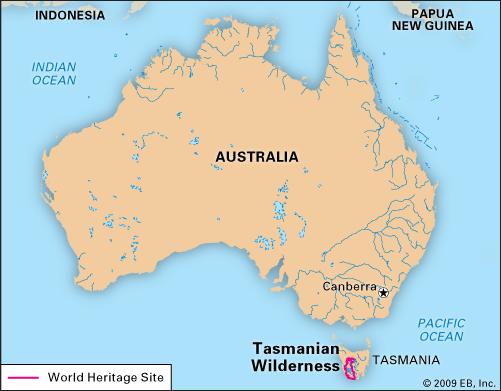 INDONESIA
PAPUA
NEW GUINEA
INDIAN
OCEAN
AUSTRALIA
Canberra
PACIFIC
OCEAN
Tasmanian
Wilderness
TASMANIA
World Heritage Site
© 2009 EB, Inc.